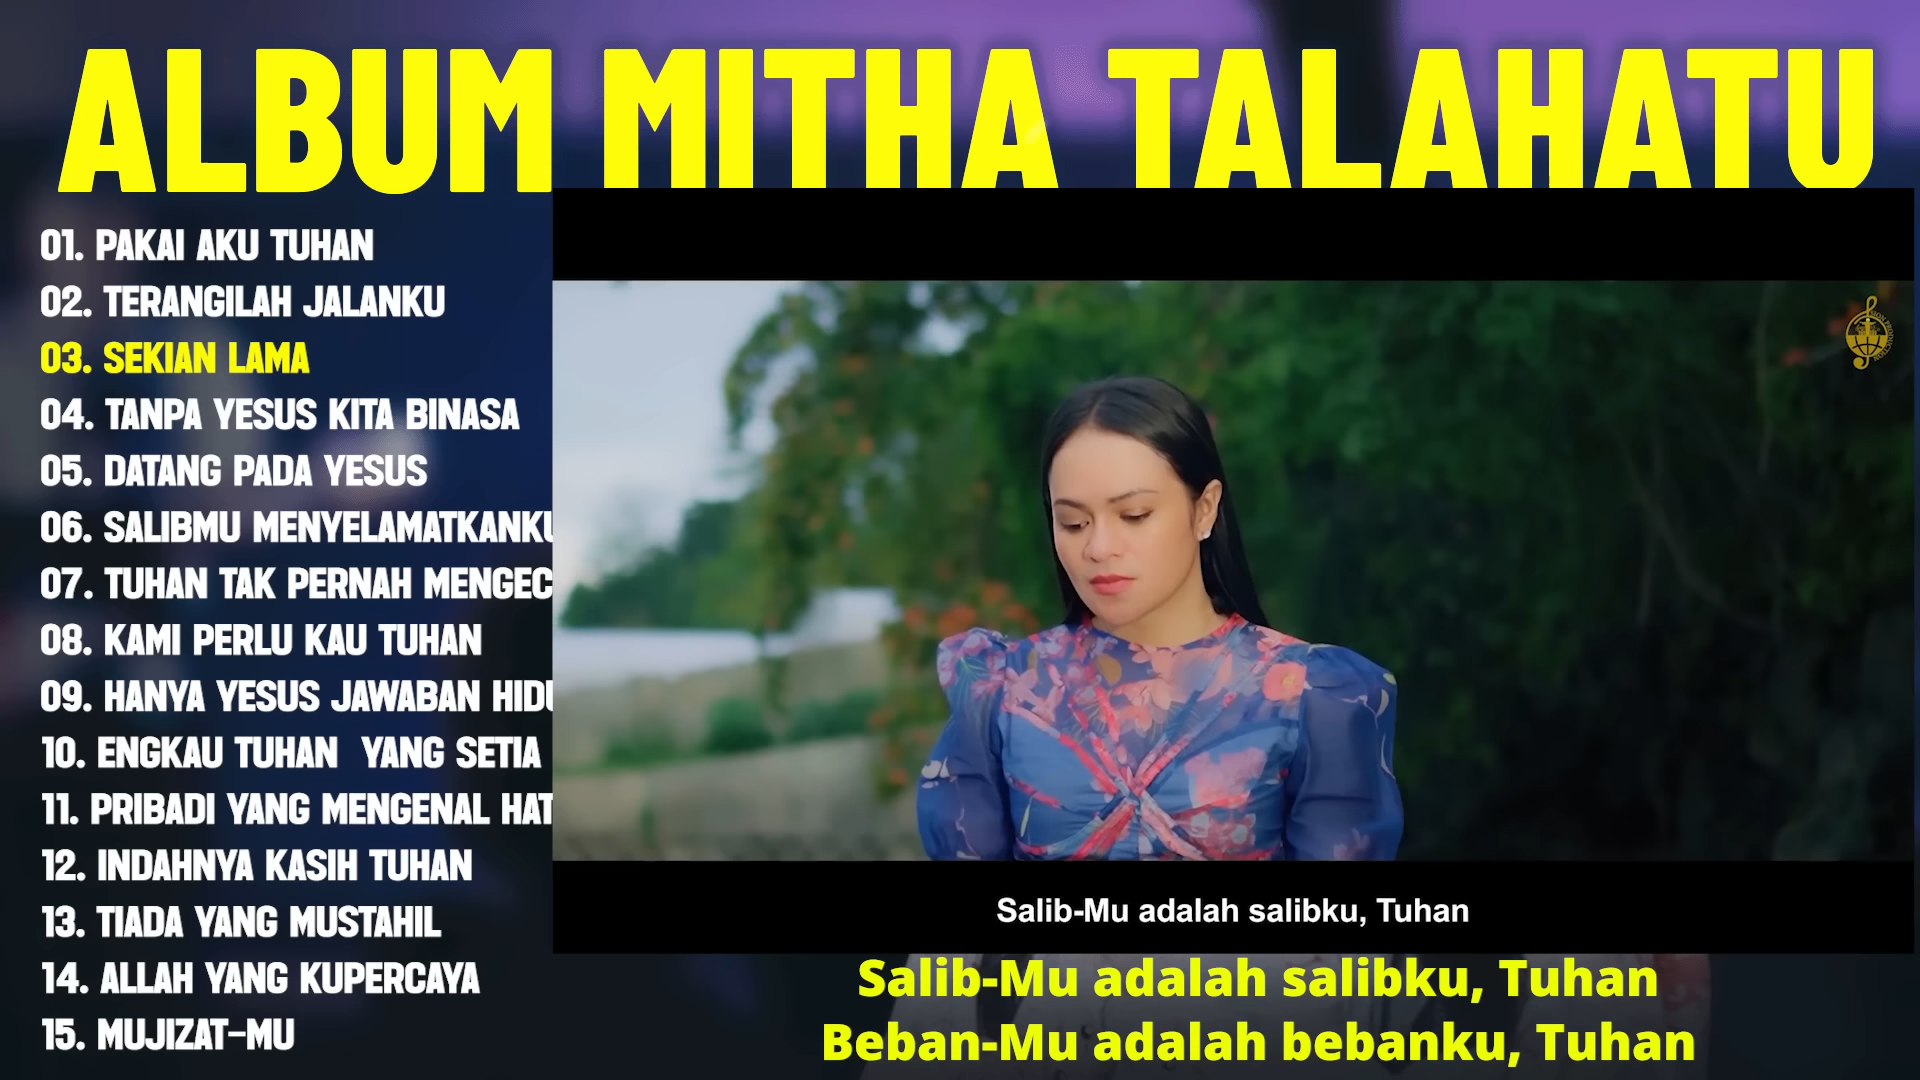 ALBUM MITHA TALAHATU
01. PAKAI AKU TUHAN
02. TERANGILAH JALANKU
03. SEKIAN LAMA
04. TANPA YESUS KITA BINASA
05. DATANG PADA YESUS
06. SALIBMU MENYELAMATKANKU
07. TUHAN TAK PERNAH MENGEC
08. KAMI PERLU KAU TUHAN
09. HANYA YESUS JAWABAN HIDU
10. ENGKAU TUHAN YANG SETIA
11. PRIBADI YANG MENGENAL HAT
12. INDAHNYA KASIH TUHAN
13. TIADA YANG MUSTAHIL
14. ALLAH YANG KUPERCAYA
15. MUJIZAT-MU
Salib-Mu adalah salibku, Tuhan
Salib-Mu adalah salibku, Tuhan
Beban-Mu adalah bebanku, Tuhan